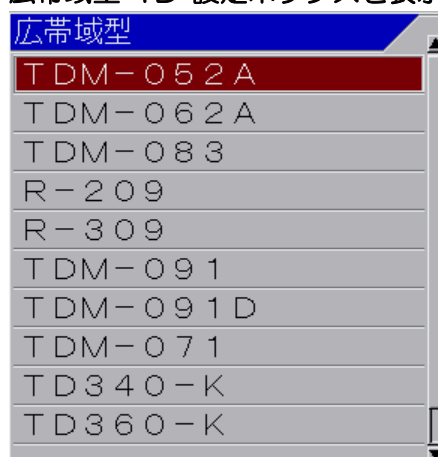 広帯域型
TDM-052A
TDM-062A
TDM-083
R-209
R-309
TDM-091
TDM-091D
TDM-071
TD340-K
TD360-K